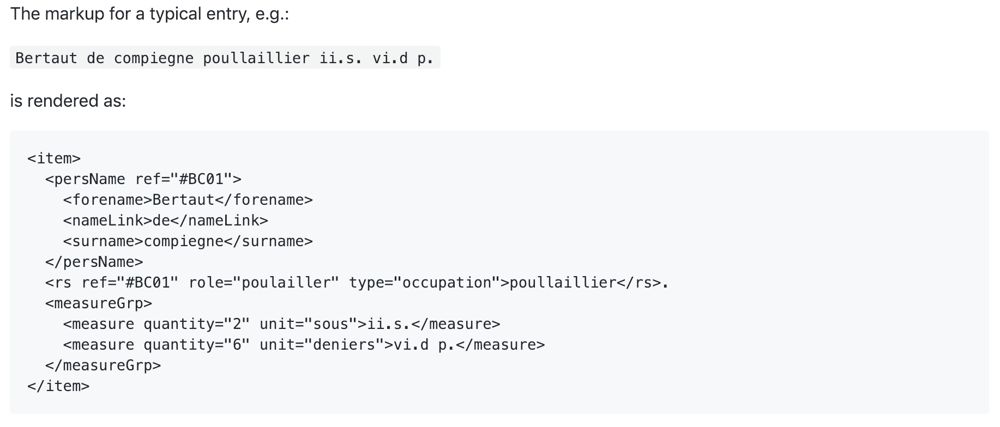 The markup for a typical entry, e.g.:
Bertaut de compiegne poullaillier ii.s. vi.d p.
is rendered as:
<item>
  <persName ref="#BC01">
    <forename>Bertaut</forename>
    <nameLink>de</nameLink>
    <surname>compiegne</surname>
  </persName>
  <rs ref="#BC01" role="poulailler" type="occupation">poullaillier</rs>.
  <measureGrp>
    <measure quantity="2" unit="sous">ii.s.</measure>
    <measure quantity="6" unit="deniers">vi.d p.</measure>
  </measureGrp>
</item>